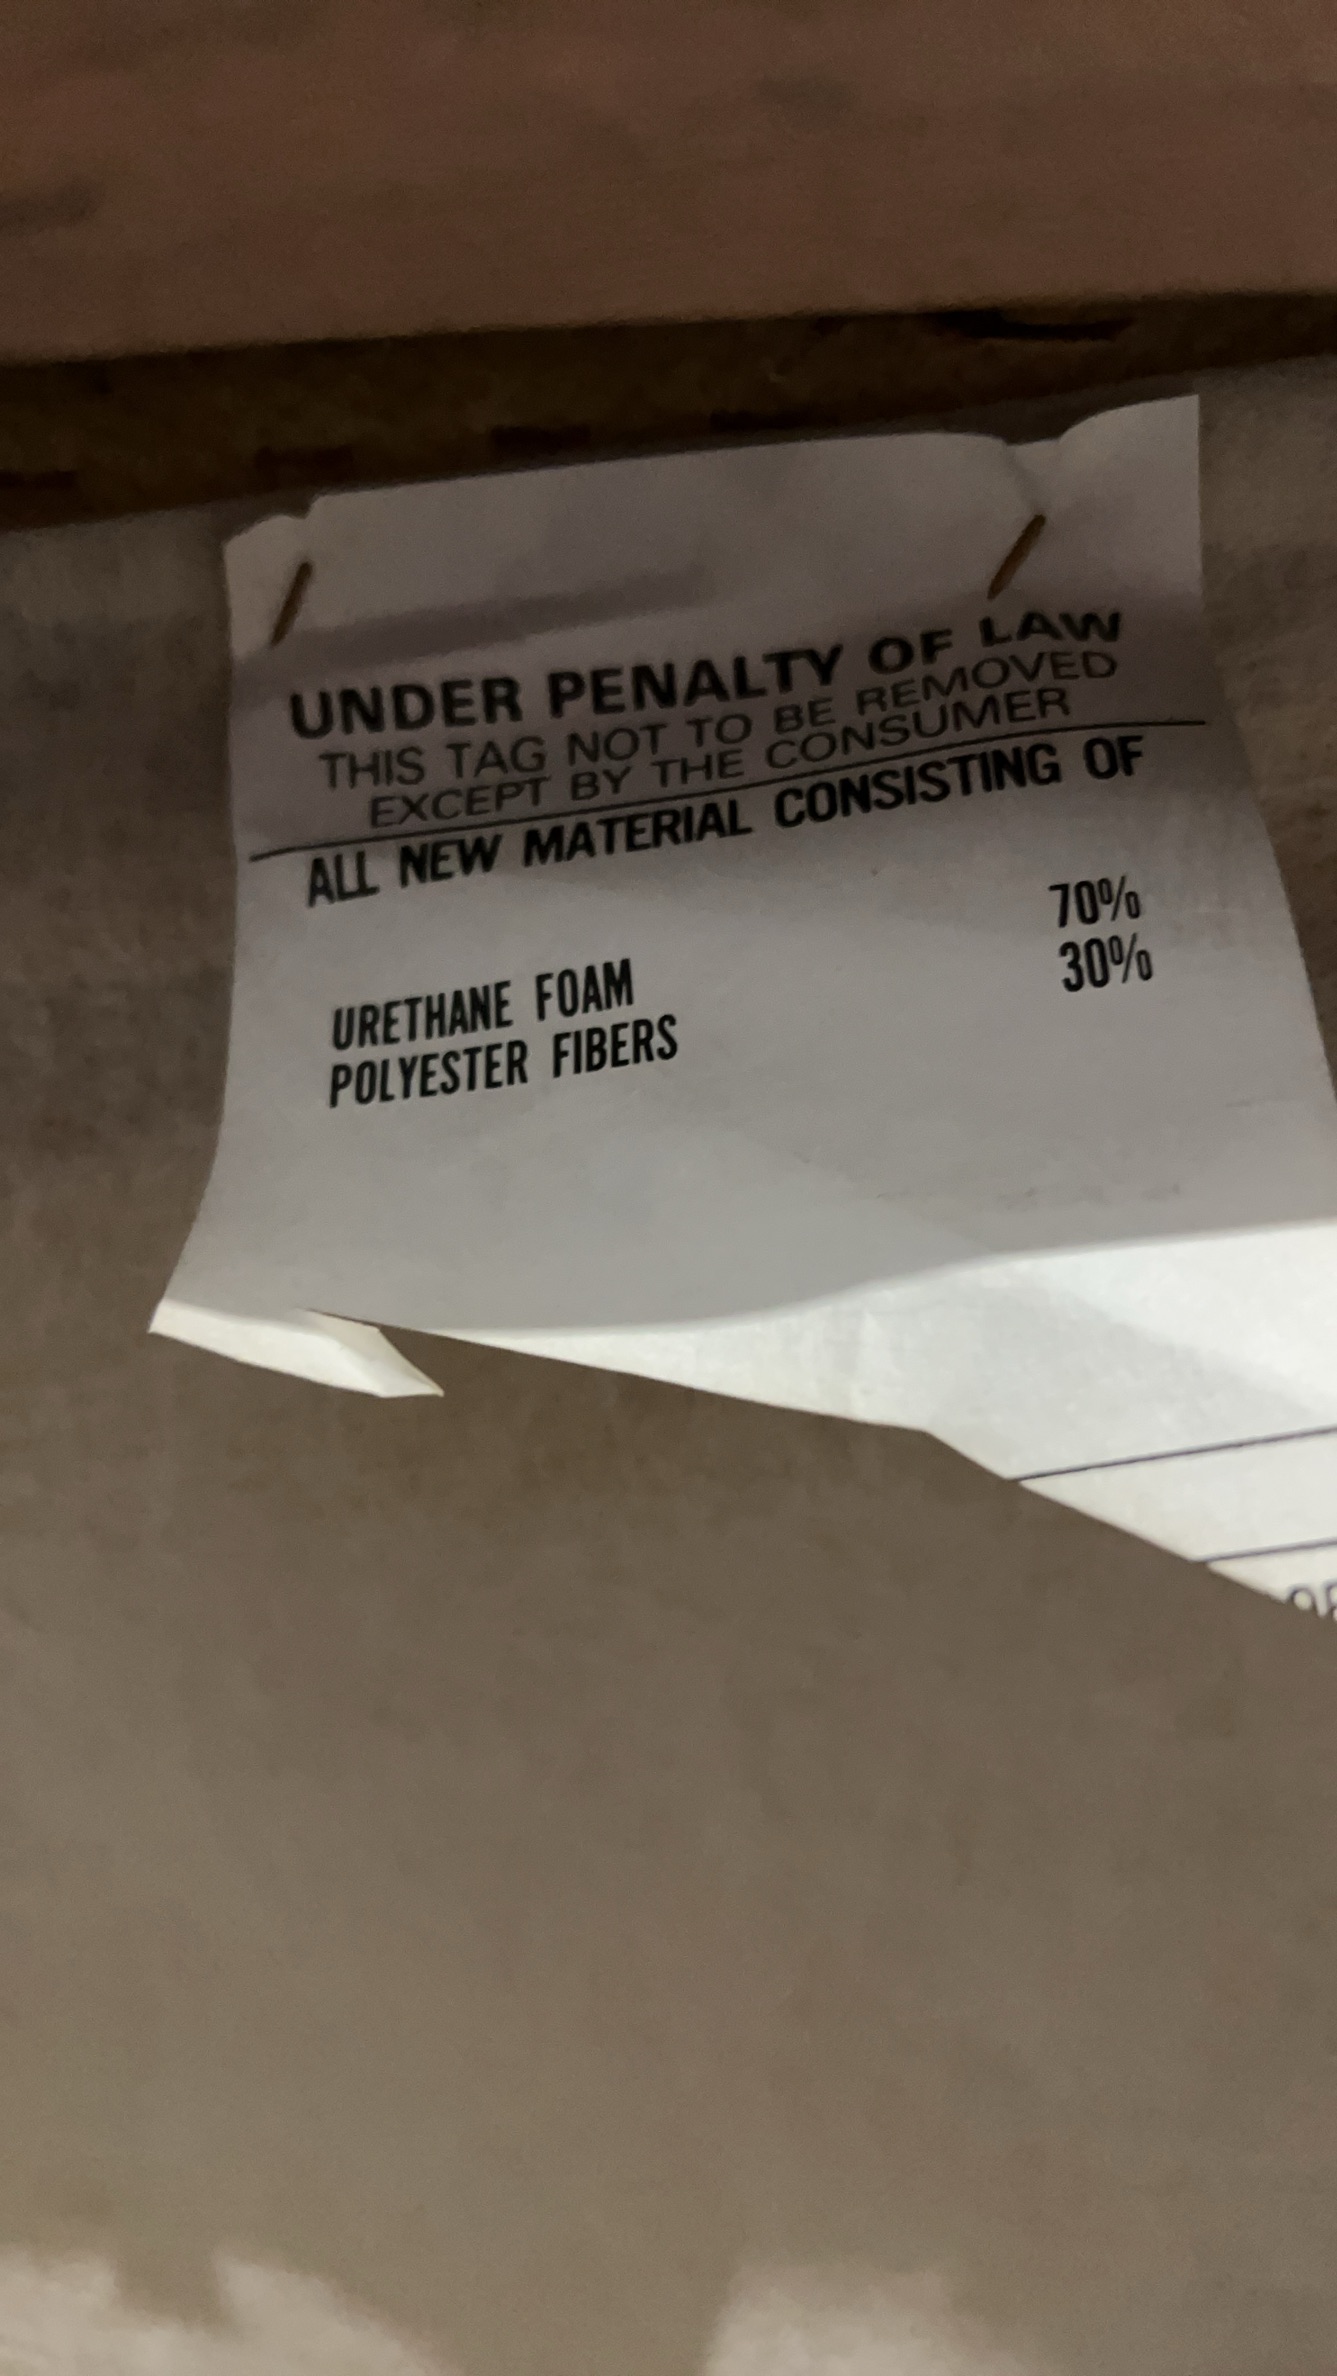 UNDER PENALTY OF LAW
THIS TAG NOT TO BE REMOVED
EXCEPT BY THE CONSUMER
ALL NEW MATERIAL CONSISTING OF
URETHANE FOAM 70%
POLYESTER FIBERS 30%